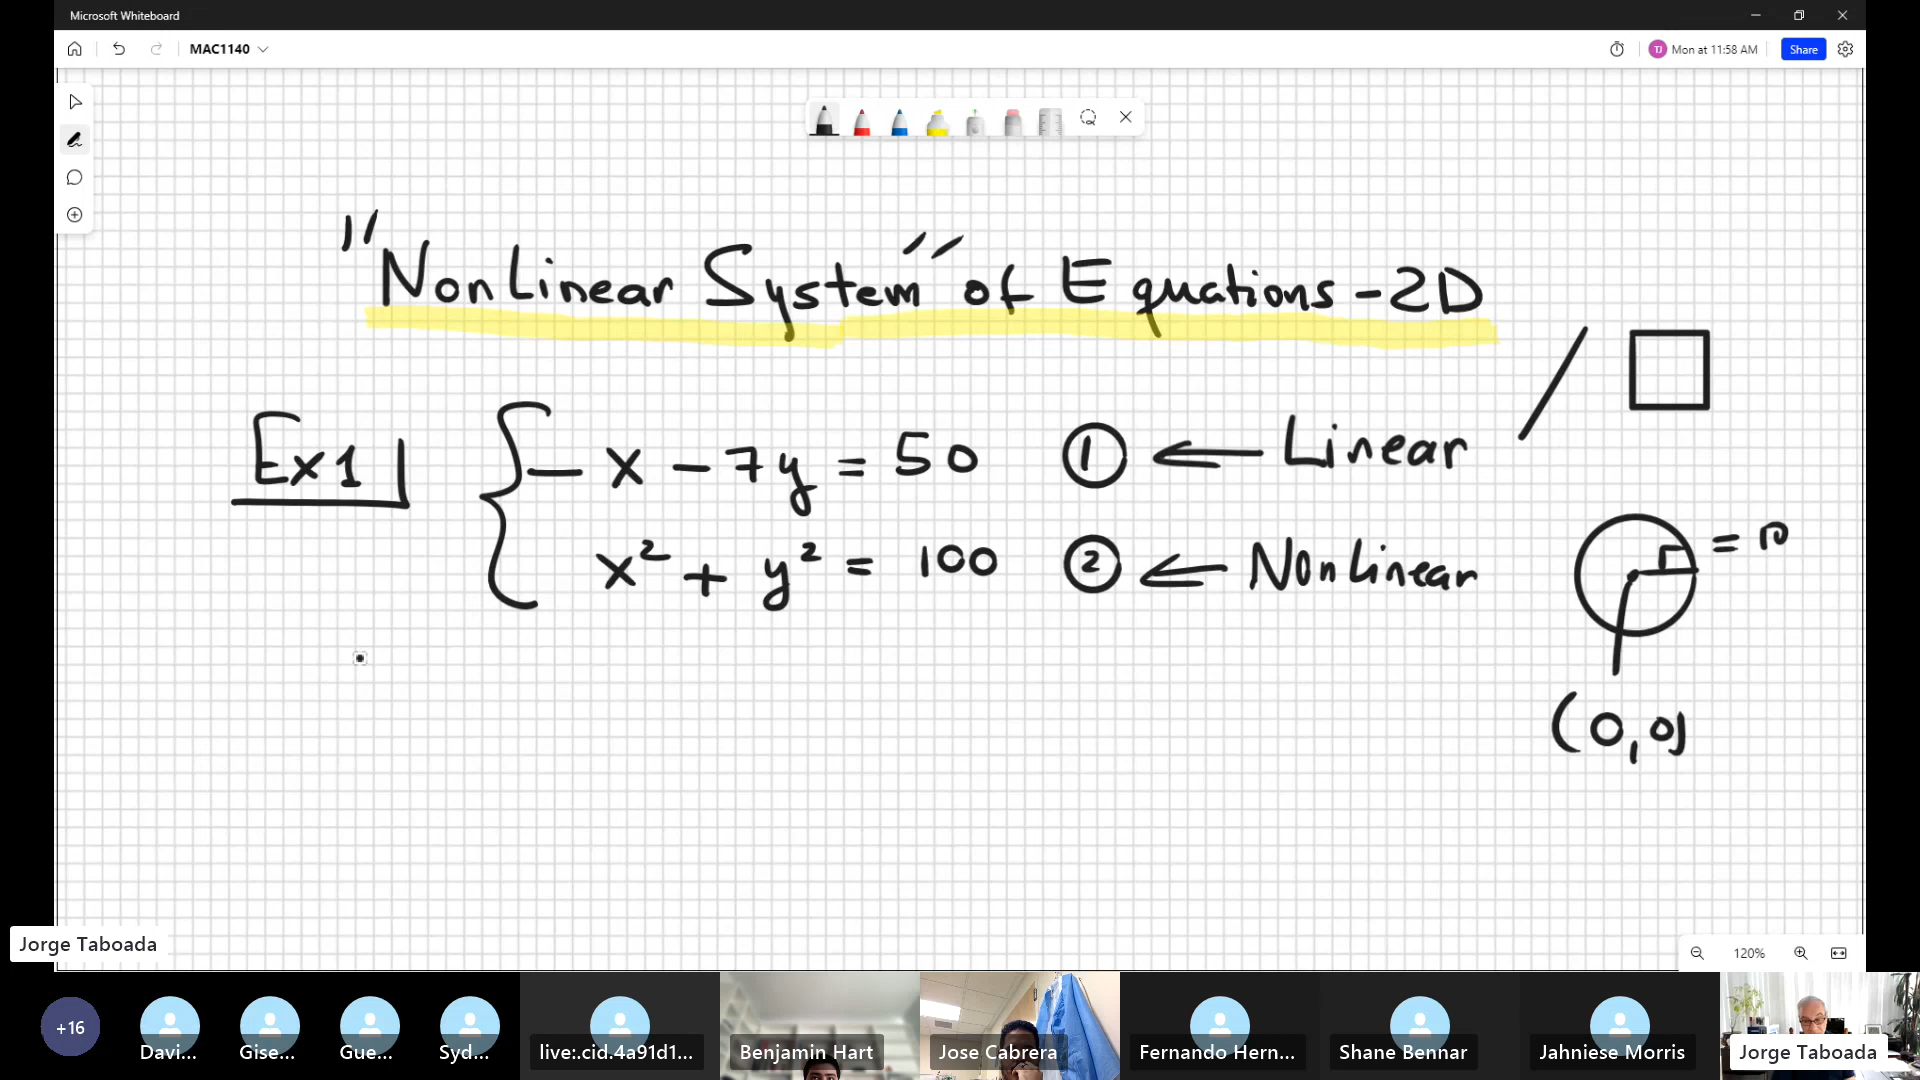 Microsoft Whiteboard
MAC1140
TJ Mon at 11:58 AM Share
"NonLinear System" of Equations - 2D
Ex1 { - x - 7y = 50 ① ← Linear
x² + y² = 100 ② ← NonLinear
r =
(0,0)
Jorge Taboada
120%
+16 Davi... Gise... Gue... Syd... live:.cid.4a91d1... Benjamin Hart Jose Cabrera Fernando Hern... Shane Bennar Jahniese Morris Jorge Taboada